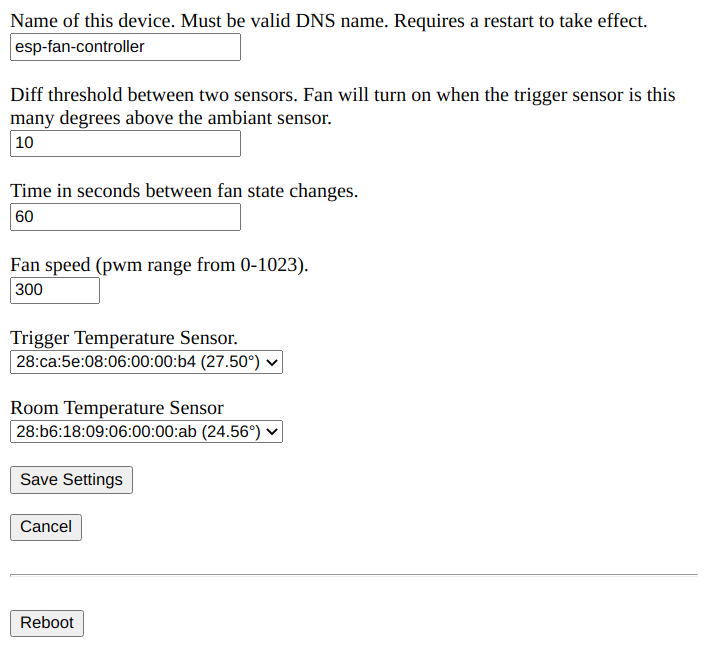 Name of this device. Must be valid DNS name. Requires a restart to take effect.
esp-fan-controller
Diff threshold between two sensors. Fan will turn on when the trigger sensor is this
many degrees above the ambiant sensor.
10
Time in seconds between fan state changes.
60
Fan speed (pwm range from 0-1023).
300
Trigger Temperature Sensor.
28:ca:5e:08:06:00:00:b4 (27.50°)
Room Temperature Sensor
28:b6:18:09:06:00:00:ab (24.56°)
Save Settings
Cancel
Reboot